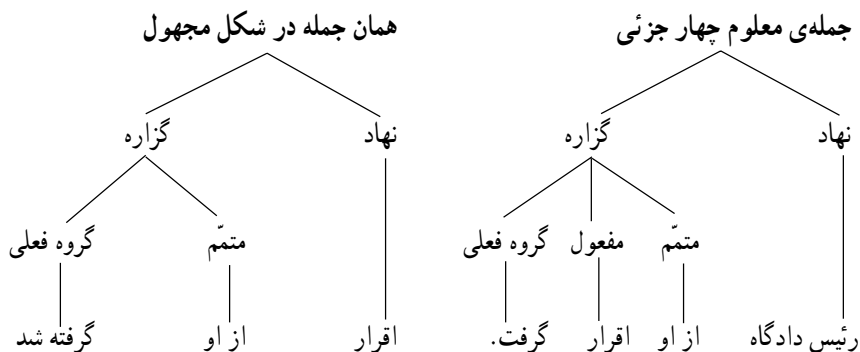 جمله‌ی معلوم چهار جزئی
همان جمله در شکل مجهول
نهاد
گزاره
نهاد
گزاره
متمّم
مفعول
گروه فعلی
متمّم
گروه فعلی
رئیس دادگاه
از او
اقرار
گرفت.
اقرار
از او
گرفته شد